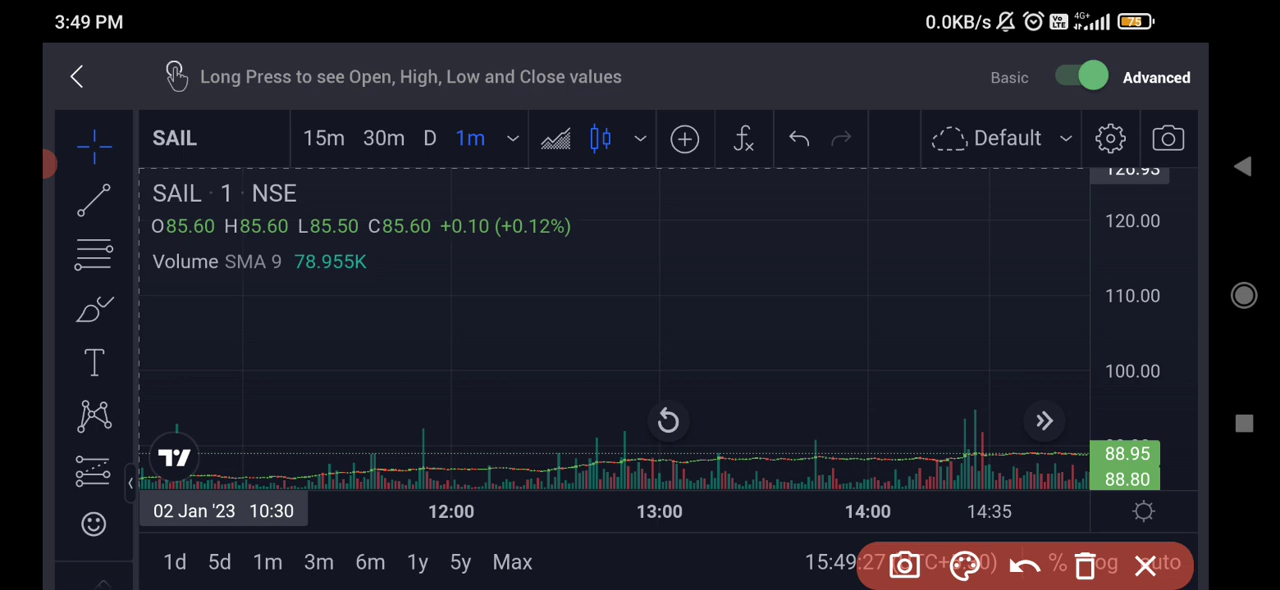 3:49 PM
0.0KB/s
Vo LTE
4G+
75
Long Press to see Open, High, Low and Close values
Basic
Advanced
SAIL
15m 30m D 1m
Default
SAIL · 1 · NSE
O85.60 H85.60 L85.50 C85.60 +0.10 (+0.12%)
Volume SMA 9 78.955K
120.93
120.00
110.00
100.00
88.95
88.80
02 Jan '23 10:30
12:00
13:00
14:00
14:35
1d 5d 1m 3m 6m 1y 5y Max
15:49:27
%